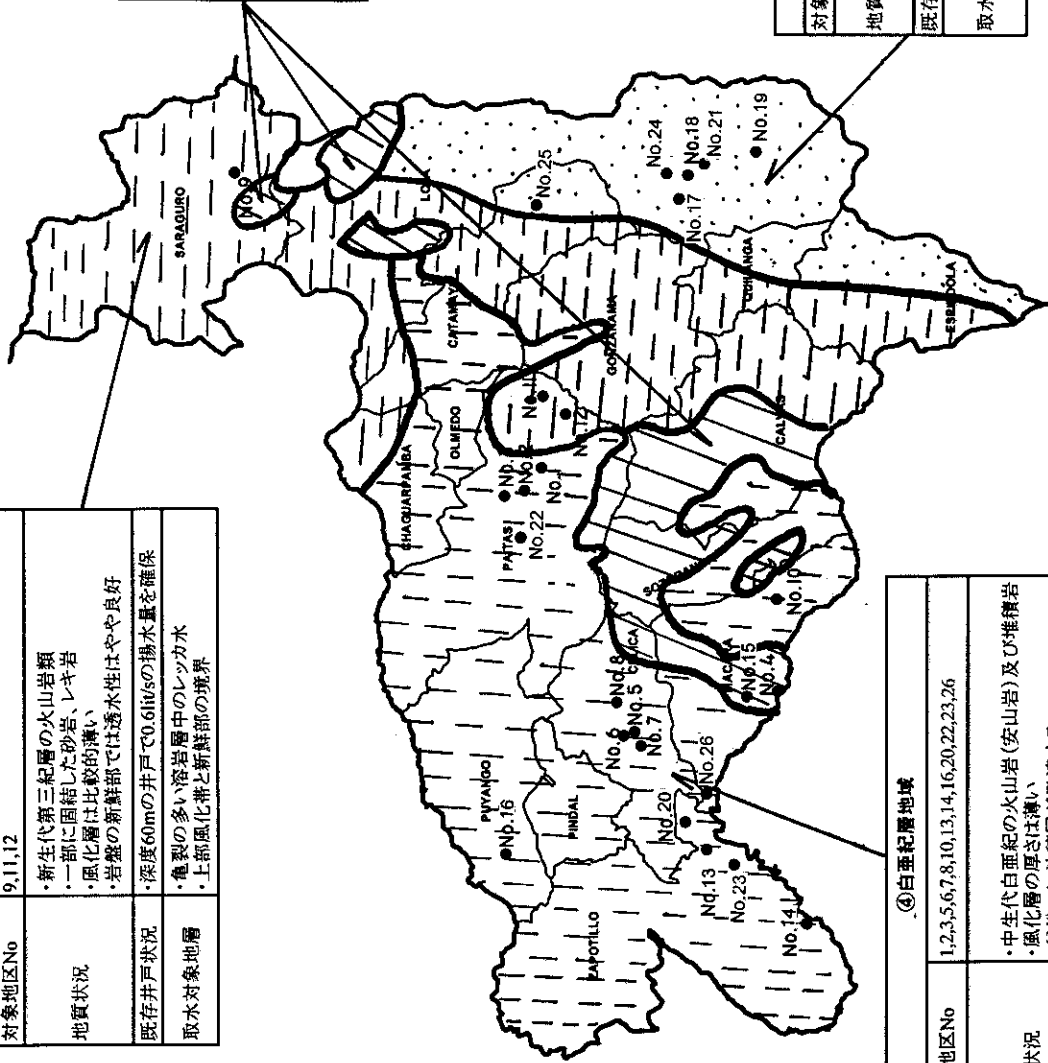 対象地区No
9,11,12
地質状況
・新生代第三紀層の火山岩類
・一部に固結した砂岩、レキ岩
・風化層は比較的薄い
・岩盤の新鮮部では透水性はやや良好
既存井戸状況
・深度60mの井戸で0.6lit/sの揚水量を確保
取水対象地層
・亀裂の多い溶岩層中のレッカ水
・上部風化帯と新鮮部の境界
対象
地質
既存
取水
SARAGURO
No.9
LOJA
No.25
No.24
No.18
No.21
No.19
No.17
CATAMAYO
GONZANAMA
QUILANGA
ESPINDOLA
CHAGUARPAMBA
OLMEDO
PALTAS
No.22
CALVAS
No.10
CELICA
MACARA
No.15
No.4
No.8
No.5
No.6
No.7
No.26
No.20
PUYANGO
No.16
PINDAL
No.13
No.23
ZAPOTILLO
No.14
④白亜紀層地域
地区No
1,2,3,5,6,7,8,10,13,14,16,20,22,23,26
状況
・中生代白亜紀の火山岩(安山岩)及び堆積岩
・風化層の厚さは薄い